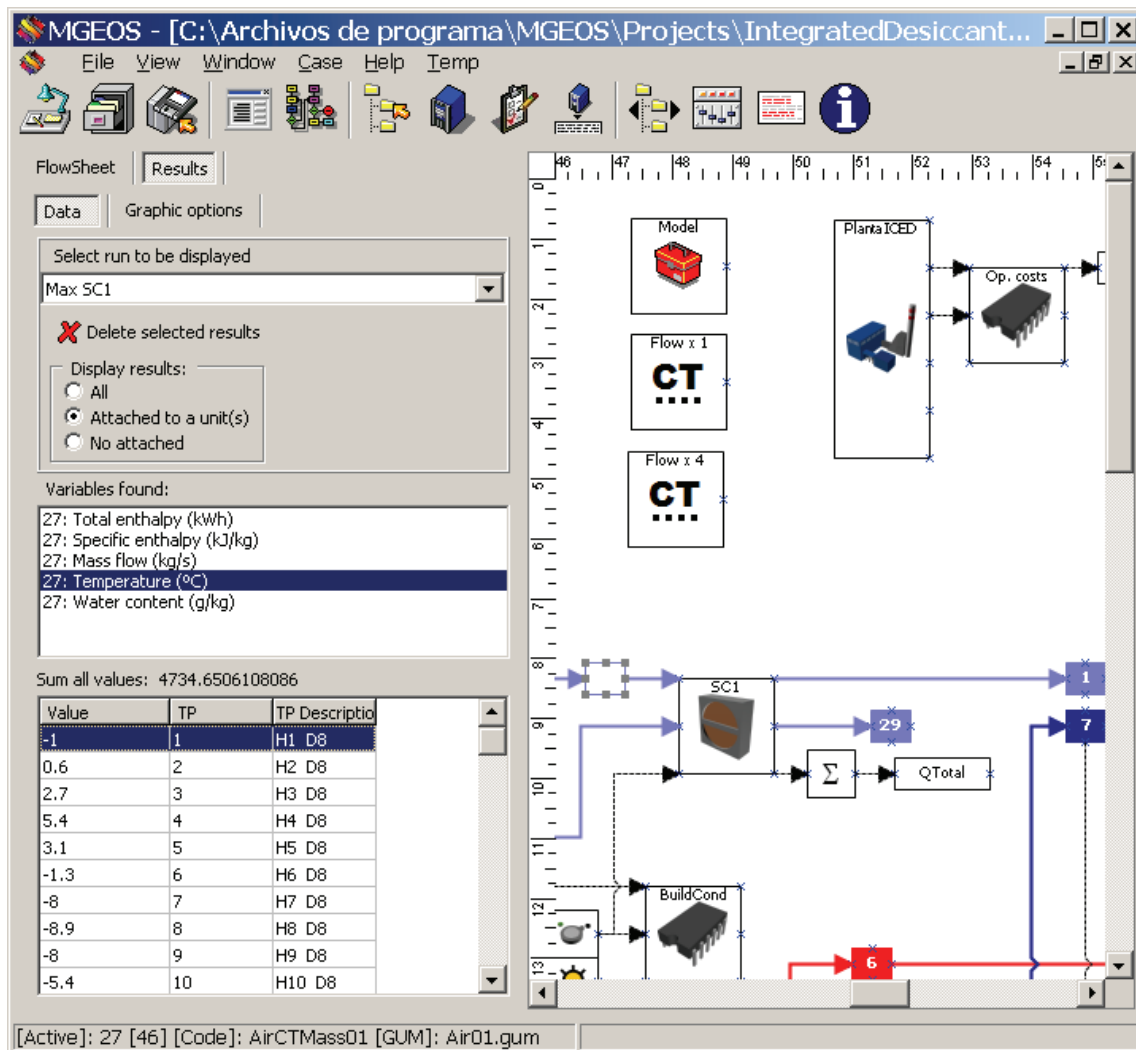 MGEOS - [C:\Archivos de programa\MGEOS\Projects\IntegratedDesiccant...
File View Window Case Help Temp
FlowSheet Results
Data Graphic options
Select run to be displayed
Max SC1
Delete selected results
Display results:
All
Attached to a unit(s)
No attached
Variables found:
27: Total enthalpy (kWh)
27: Specific enthalpy (kJ/kg)
27: Mass flow (kg/s)
27: Temperature (ºC)
27: Water content (g/kg)
Sum all values: 4734.6506108086
Value TP TP Descriptio
-1 1 H1 D8
0.6 2 H2 D8
2.7 3 H3 D8
5.4 4 H4 D8
3.1 5 H5 D8
-1.3 6 H6 D8
-8 7 H7 D8
-8.9 8 H8 D8
-8 9 H9 D8
-5.4 10 H10 D8
46 47 48 49 50 51 52 53 54
0
1
2
3
4
5
6
7
8
9
10
11
12
13
Model
Planta ICED
Op. costs
Flow x 1
CT
Flow x 4
CT
SC1
1
29
7
Σ
QTotal
BuildCond
6
[Active]: 27 [46] [Code]: AirCTMass01 [GUM]: Air01.gum